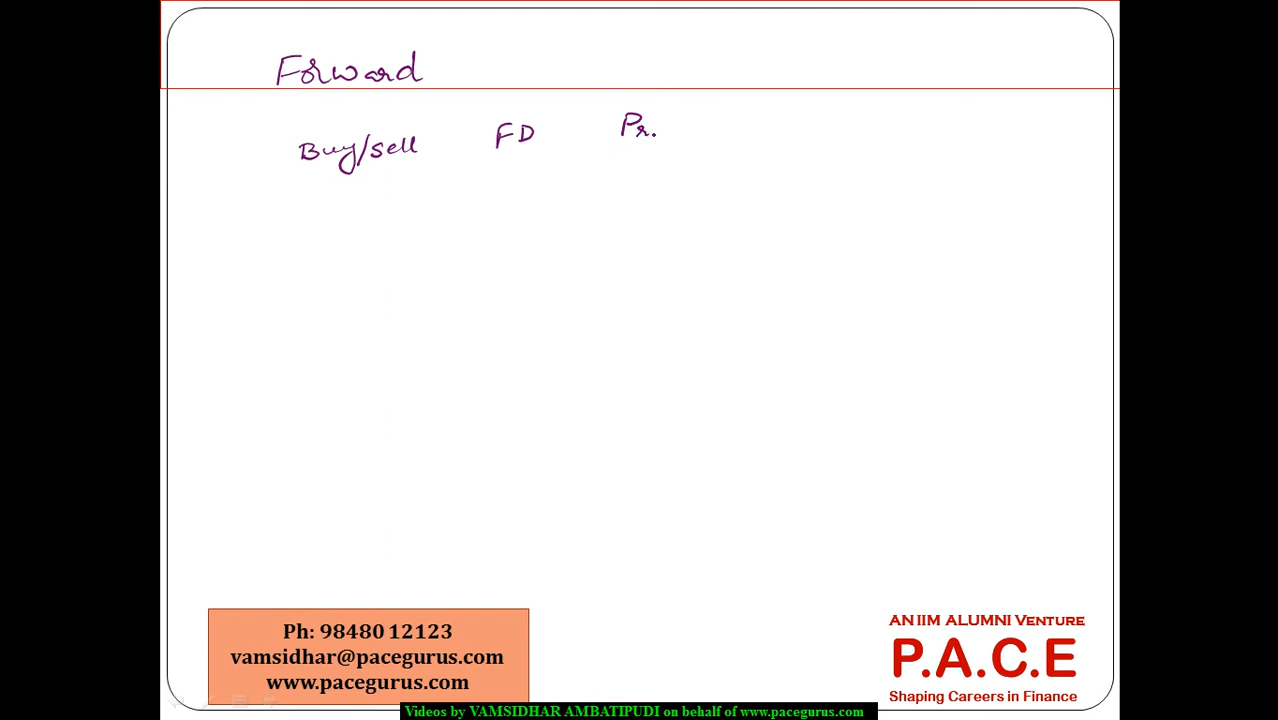 Forward
Buy/sell FD Pr.
Ph: 98480 12123
vamsidhar@pacegurus.com
www.pacegurus.com
AN IIM ALUMNI VENTURE
P.A.C.E
Shaping Careers in Finance
Videos by VAMSIDHAR AMBATIPUDI on behalf of www.pacegurus.com